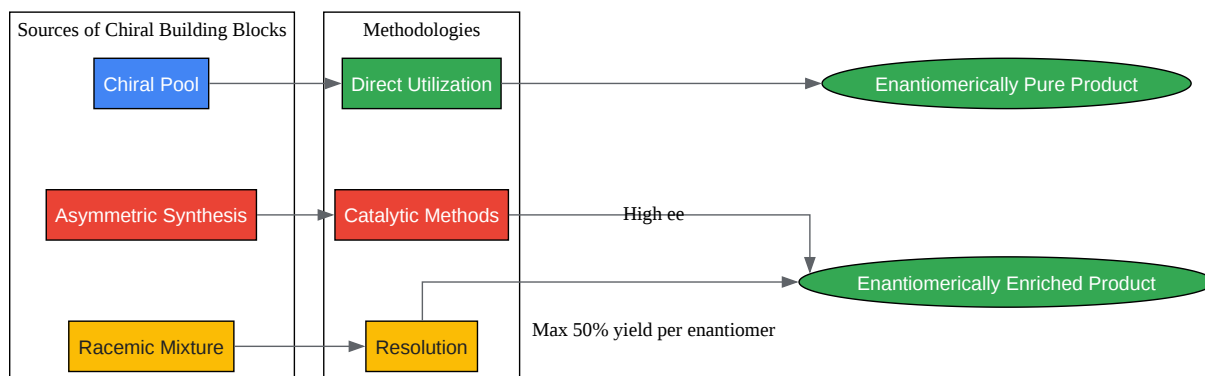 Sources of Chiral Building Blocks
Methodologies
Chiral Pool
Direct Utilization
Enantiomerically Pure Product
Asymmetric Synthesis
Catalytic Methods
High ee
Enantiomerically Enriched Product
Racemic Mixture
Resolution
Max 50% yield per enantiomer